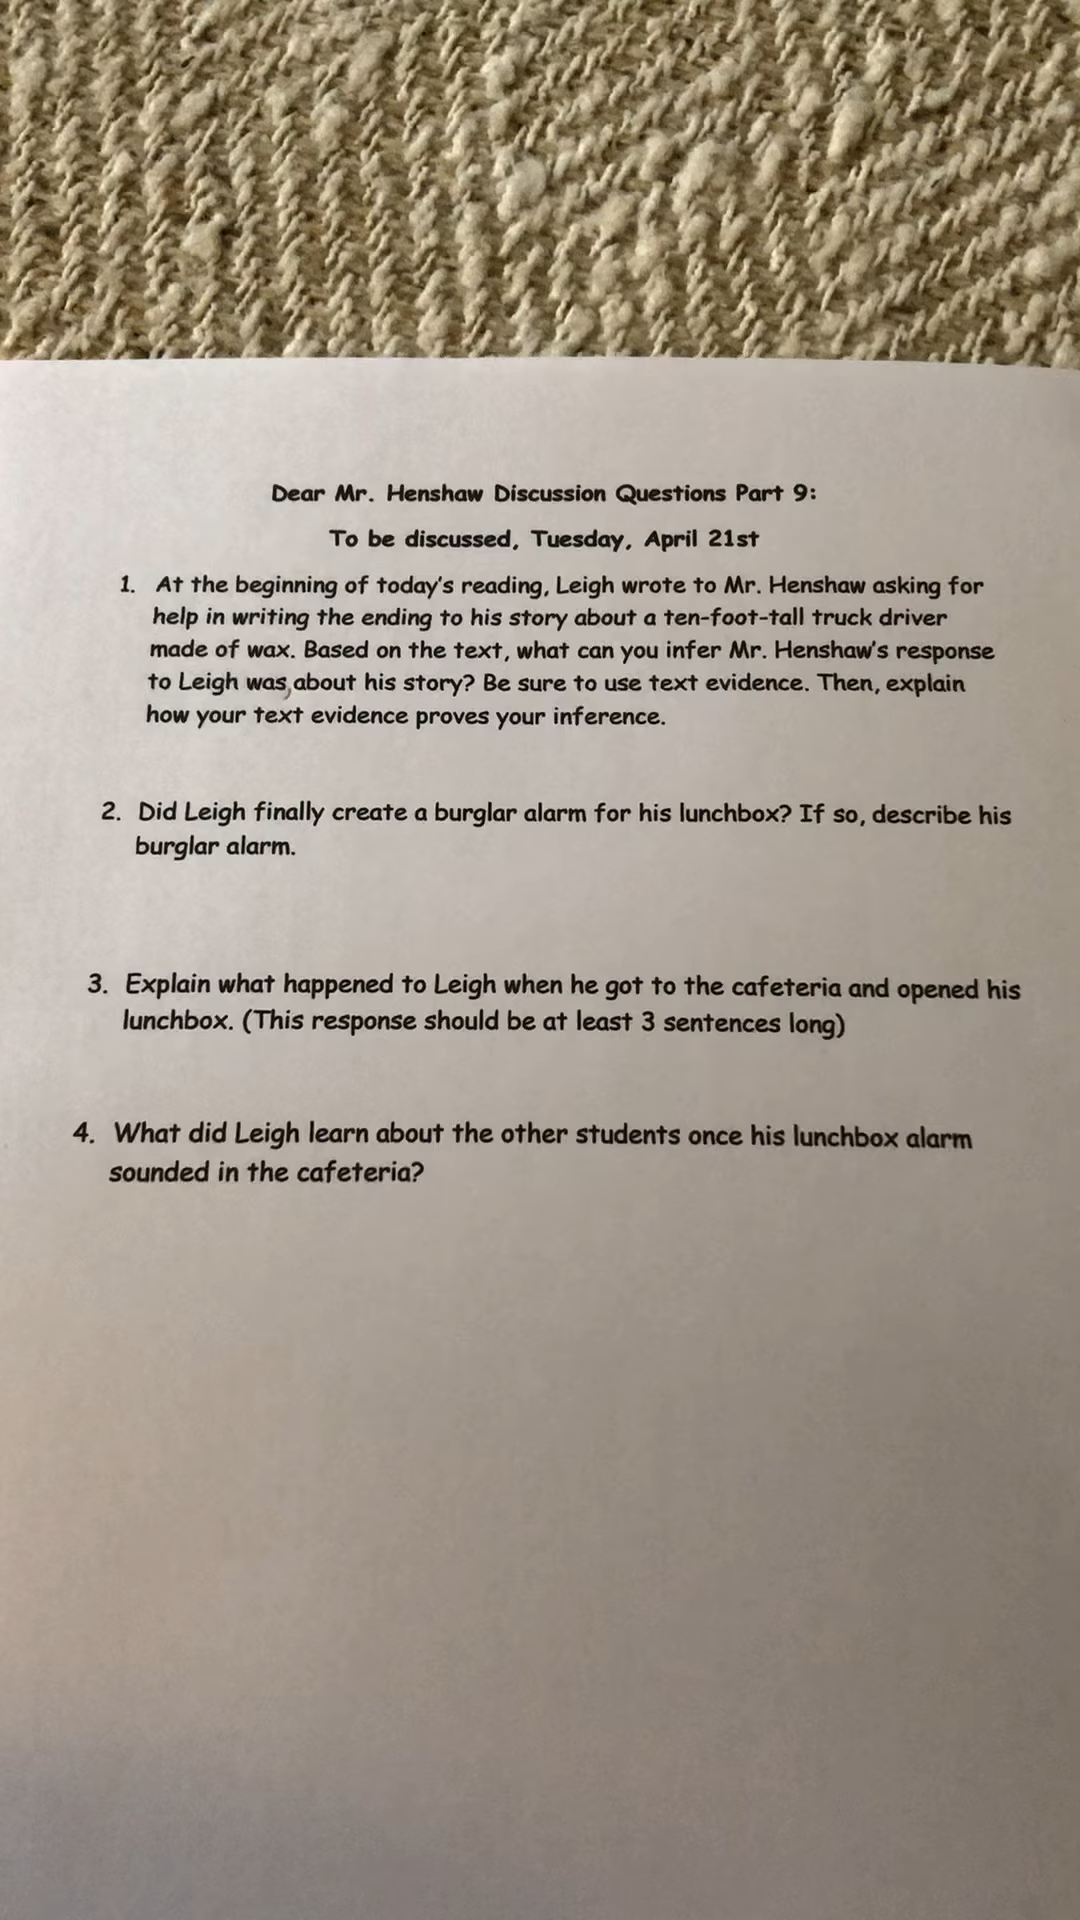 Dear Mr. Henshaw Discussion Questions Part 9:
To be discussed, Tuesday, April 21st
1. At the beginning of today's reading, Leigh wrote to Mr. Henshaw asking for
help in writing the ending to his story about a ten-foot-tall truck driver
made of wax. Based on the text, what can you infer Mr. Henshaw's response
to Leigh was about his story? Be sure to use text evidence. Then, explain
how your text evidence proves your inference.
2. Did Leigh finally create a burglar alarm for his lunchbox? If so, describe his
burglar alarm.
3. Explain what happened to Leigh when he got to the cafeteria and opened his
lunchbox. (This response should be at least 3 sentences long)
4. What did Leigh learn about the other students once his lunchbox alarm
sounded in the cafeteria?